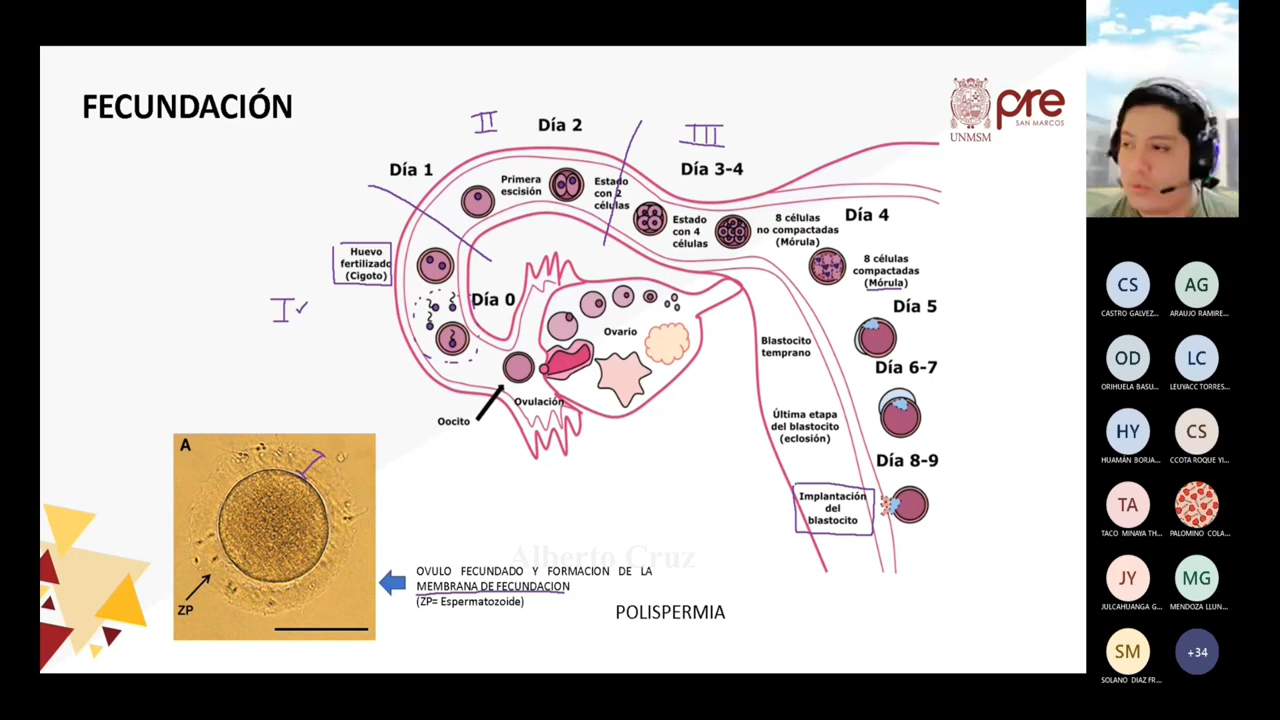 FECUNDACIÓN
II
Día 2
III
pre
SAN MARCOS
UNMSM
Día 1
Primera
escisión
Estado
con 2
células
Día 3-4
Estado
con 4
células
8 células
no compactadas
(Mórula)
Día 4
8 células
compactadas
(Mórula)
Huevo
fertilizado
(Cigoto)
I
Día 0
Ovario
Día 5
Blastocito
temprano
Día 6-7
Oocito
Ovulación
Última etapa
del blastocito
(eclosión)
Día 8-9
Implantación
del
blastocito
A
ZP
Alberto Cruz
OVULO FECUNDADO Y FORMACION DE LA
MEMBRANA DE FECUNDACION
(ZP= Espermatozoide)
POLISPERMIA
CS
CASTRO GALVEZ...
AG
ARAUJO RAMIRE...
OD
ORIHUELA BASU...
LC
LEUYACC TORRES...
HY
HUAMÁN BORJA...
CS
CCOTA ROQUE YI...
TA
TACO MINAYA TH...
PALOMINO COLA...
JY
JULCAHUANGA G...
MG
MENDOZA LLUN...
SM
SOLANO DIAZ FR...
+34